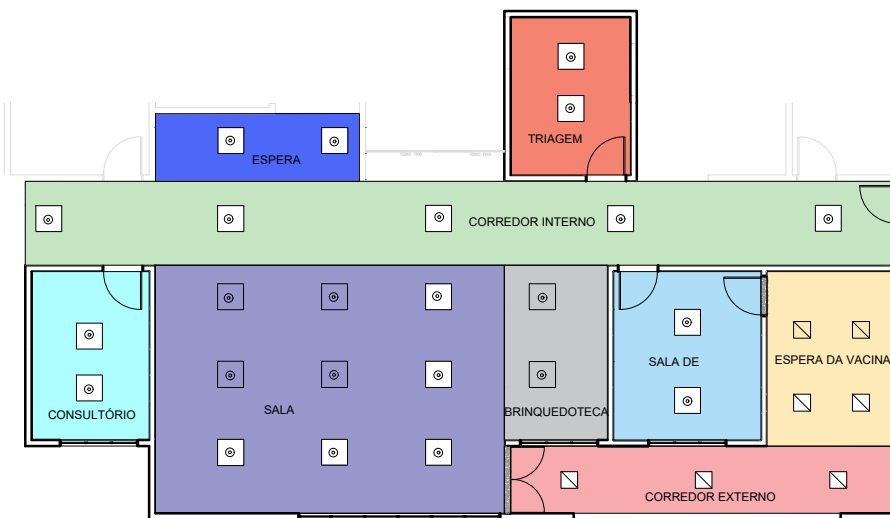 TRIAGEM
ESPERA
CORREDOR INTERNO
SALA DE
ESPERA DA VACINA
SALA
BRINQUEDOTECA
CONSULTÓRIO
CORREDOR EXTERNO